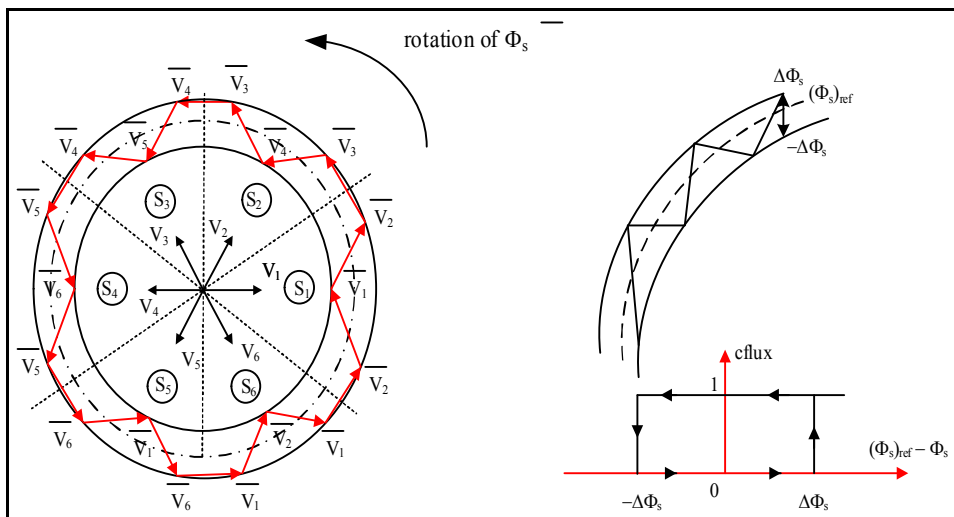 rotation of Φs
V4 V3
V4 V5 V4 V3
V5 V2
S3 S2
V3 V2
V6 S4 V1 S1 V1
V4
V5 V5 V6 V2
S5 S6
V6 V1 V2 V1
V6 V1
ΔΦs
(Φs)ref
−ΔΦs
cflux
1
(Φs)ref − Φs
0
−ΔΦs ΔΦs